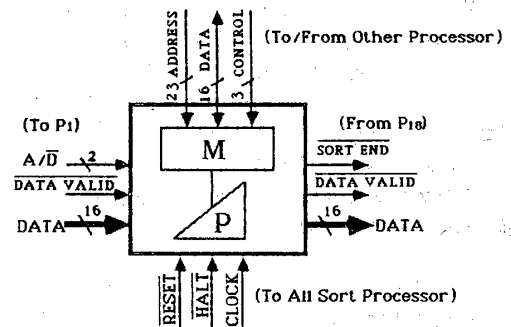 23 ADDRESS
16 DATA
3 CONTROL
(To/From Other Processor)
(To P1)
(From P18)
A/D̅
2
M
SORT END
DATA VALID
DATA VALID
16
16
DATA
P
DATA
RESET
HALT
CLOCK
(To All Sort Processor)